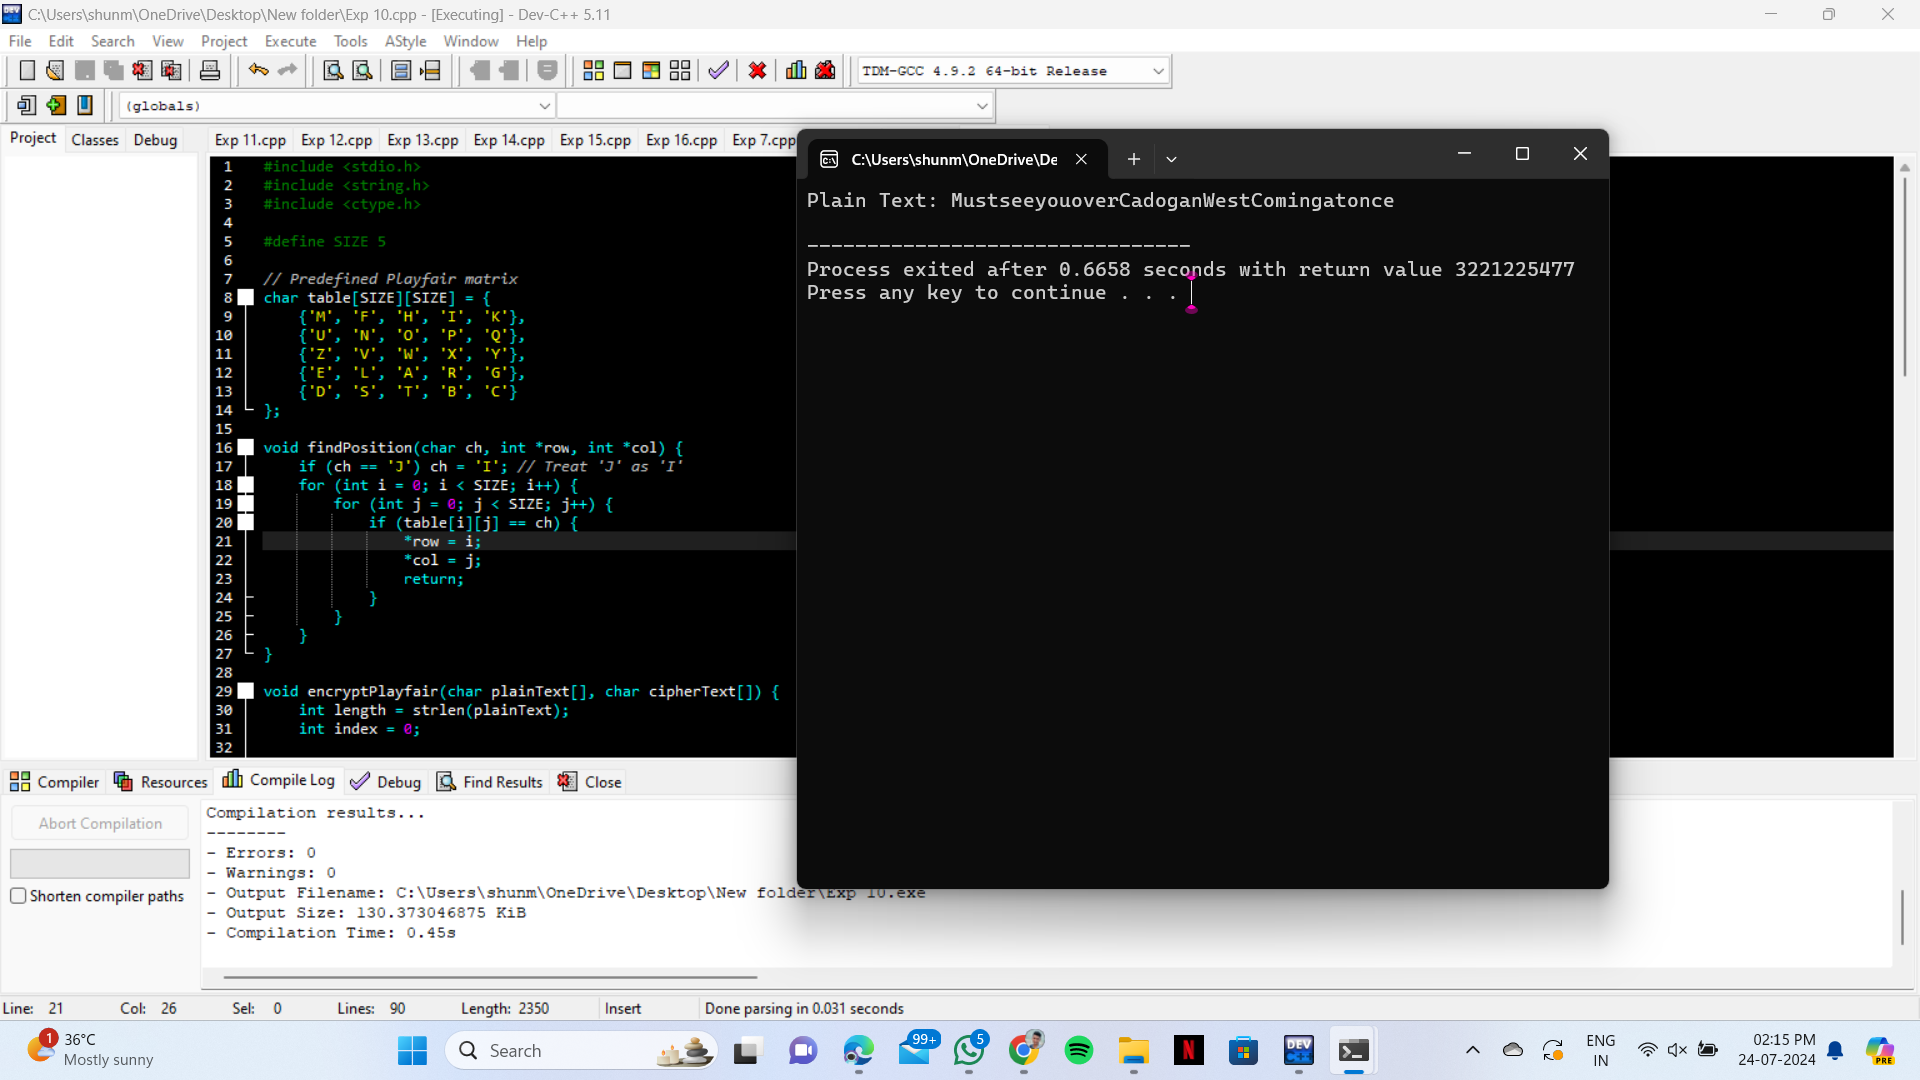 C:\Users\shunm\OneDrive\Desktop\New folder\Exp 10.cpp - [Executing] - Dev-C++ 5.11
File Edit Search View Project Execute Tools AStyle Window Help
TDM-GCC 4.9.2 64-bit Release
(globals)
Project Classes Debug
Exp 11.cpp Exp 12.cpp Exp 13.cpp Exp 14.cpp Exp 15.cpp Exp 16.cpp Exp 7.cpp
1 #include <stdio.h>
2 #include <string.h>
3 #include <ctype.h>
4
5 #define SIZE 5
6
7 // Predefined Playfair matrix
8 char table[SIZE][SIZE] = {
9 {'M', 'F', 'H', 'I', 'K'},
10 {'U', 'N', 'O', 'P', 'Q'},
11 {'Z', 'V', 'W', 'X', 'Y'},
12 {'E', 'L', 'A', 'R', 'G'},
13 {'D', 'S', 'T', 'B', 'C'}
14 };
15
16 void findPosition(char ch, int *row, int *col) {
17 if (ch == 'J') ch = 'I'; // Treat 'J' as 'I'
18 for (int i = 0; i < SIZE; i++) {
19 for (int j = 0; j < SIZE; j++) {
20 if (table[i][j] == ch) {
21 *row = i;
22 *col = j;
23 return;
24 }
25 }
26 }
27 }
28
29 void encryptPlayfair(char plainText[], char cipherText[]) {
30 int length = strlen(plainText);
31 int index = 0;
32
C:\Users\shunm\OneDrive\De
Plain Text: MustseeyouoverCadoganWestComingatonce
--------------------------------
Process exited after 0.6658 seconds with return value 3221225477
Press any key to continue . . .
Compiler Resources Compile Log Debug Find Results Close
Abort Compilation
Shorten compiler paths
Compilation results...
--------
- Errors: 0
- Warnings: 0
- Output Filename: C:\Users\shunm\OneDrive\Desktop\New folder\Exp 10.exe
- Output Size: 130.373046875 KiB
- Compilation Time: 0.45s
Line: 21 Col: 26 Sel: 0 Lines: 90 Length: 2350 Insert Done parsing in 0.031 seconds
1
36°C
Mostly sunny
Search
99+
5
N
DEV C++
ENG
IN
02:15 PM
24-07-2024
PRE